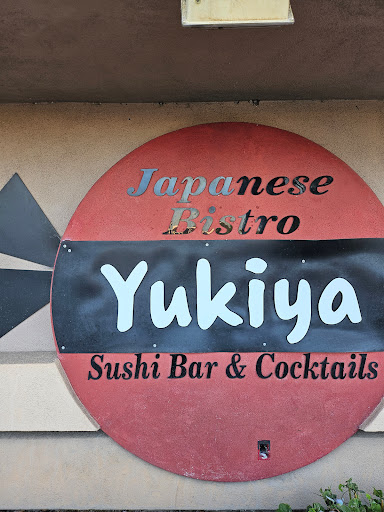 Japanese
Bistro
Yukiya
Sushi Bar & Cocktails